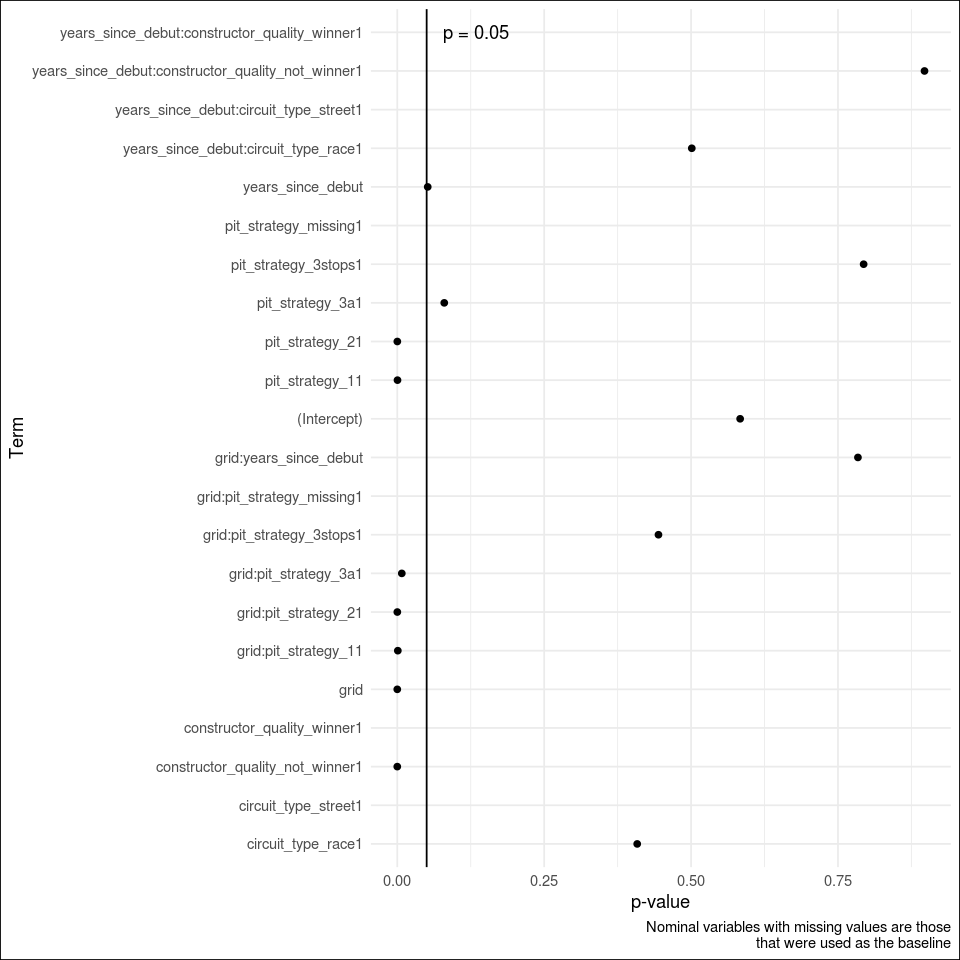 years_since_debut:constructor_quality_winner1
p = 0.05
years_since_debut:constructor_quality_not_winner1
years_since_debut:circuit_type_street1
years_since_debut:circuit_type_race1
years_since_debut
pit_strategy_missing1
pit_strategy_3stops1
pit_strategy_3a1
pit_strategy_21
pit_strategy_11
(Intercept)
grid:years_since_debut
grid:pit_strategy_missing1
grid:pit_strategy_3stops1
grid:pit_strategy_3a1
grid:pit_strategy_21
grid:pit_strategy_11
grid
constructor_quality_winner1
constructor_quality_not_winner1
circuit_type_street1
circuit_type_race1
Term
0.00 0.25 0.50 0.75
p-value
Nominal variables with missing values are those
that were used as the baseline